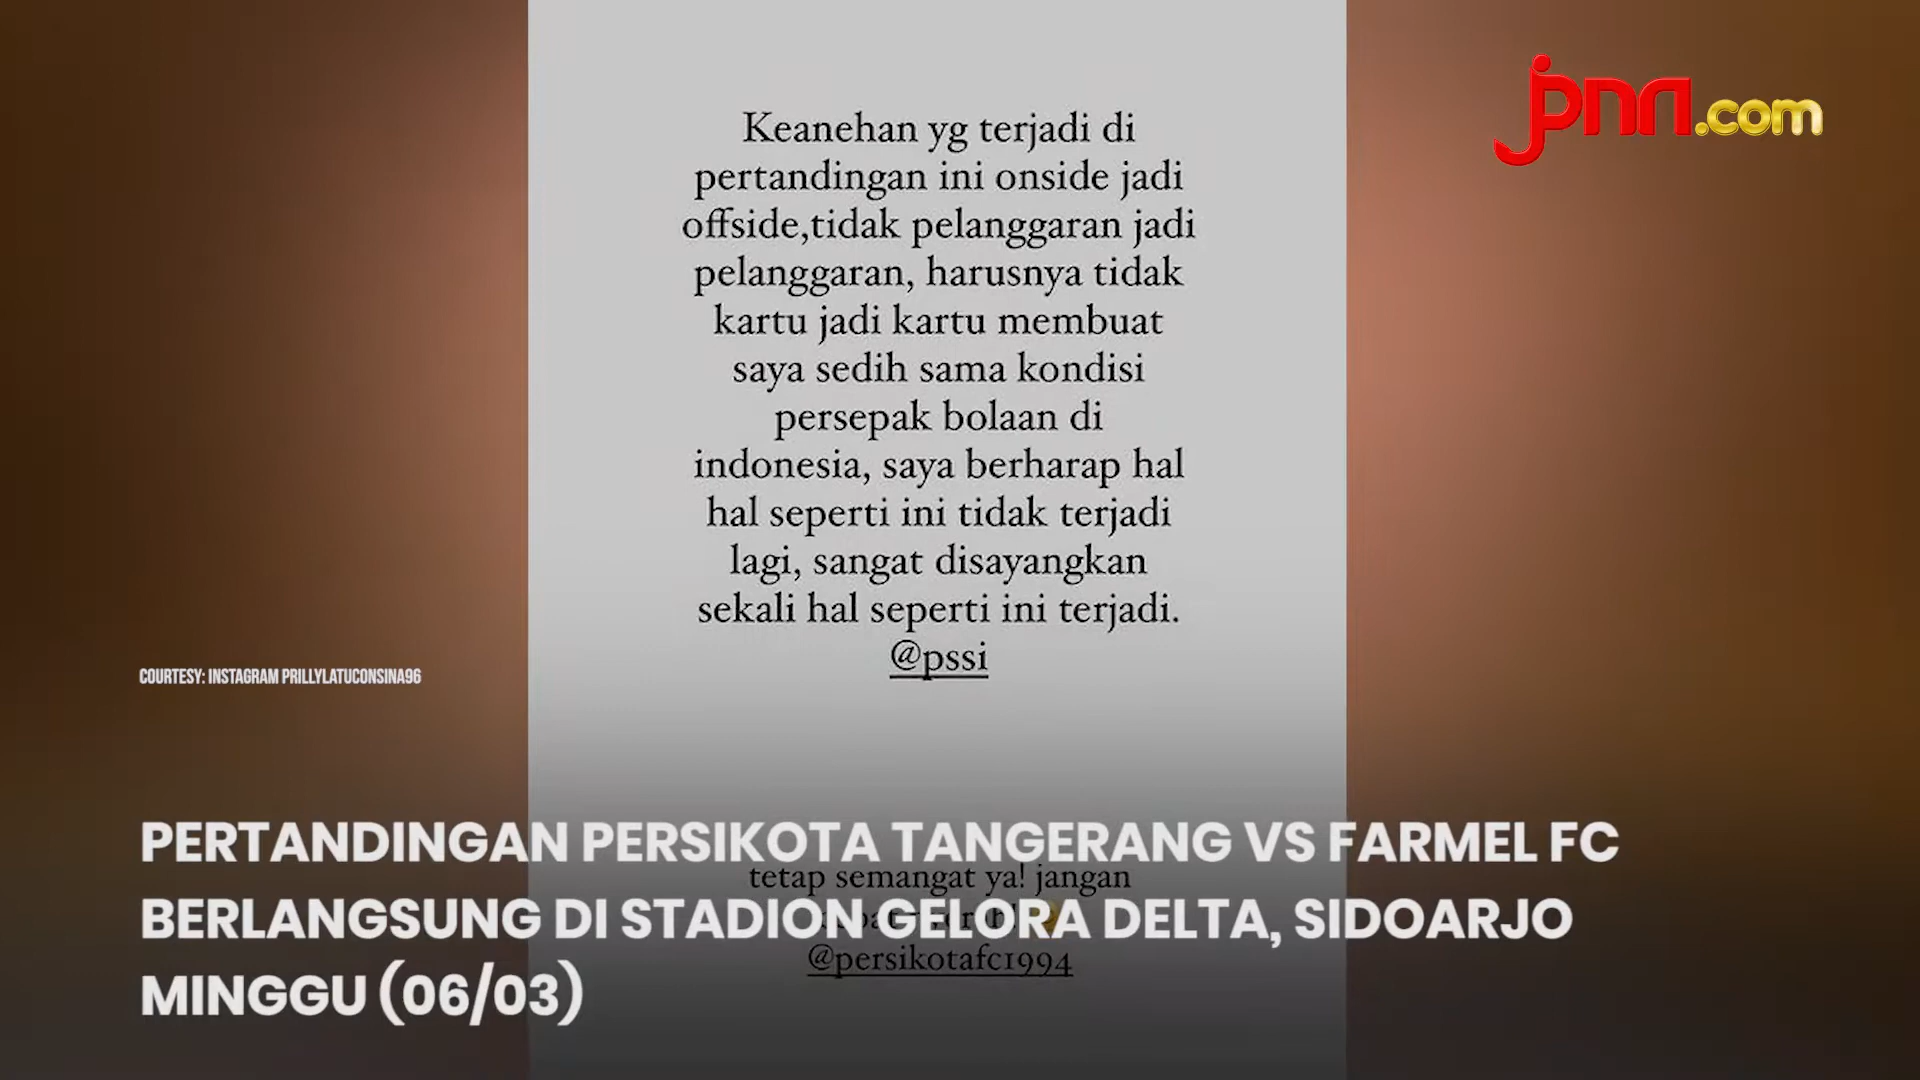 jpnn.com
Keanehan yg terjadi di
pertandingan ini onside jadi
offside,tidak pelanggaran jadi
pelanggaran, harusnya tidak
kartu jadi kartu membuat
saya sedih sama kondisi
persepak bolaan di
indonesia, saya berharap hal
hal seperti ini tidak terjadi
lagi, sangat disayangkan
sekali hal seperti ini terjadi.
@pssi
COURTESY: INSTAGRAM PRILLYLATUCONSINA96
PERTANDINGAN PERSIKOTA TANGERANG VS FARMEL FC
BERLANGSUNG DI STADION GELORA DELTA, SIDOARJO
MINGGU (06/03)
tetap semangat ya! jangan
@persikotafc1994